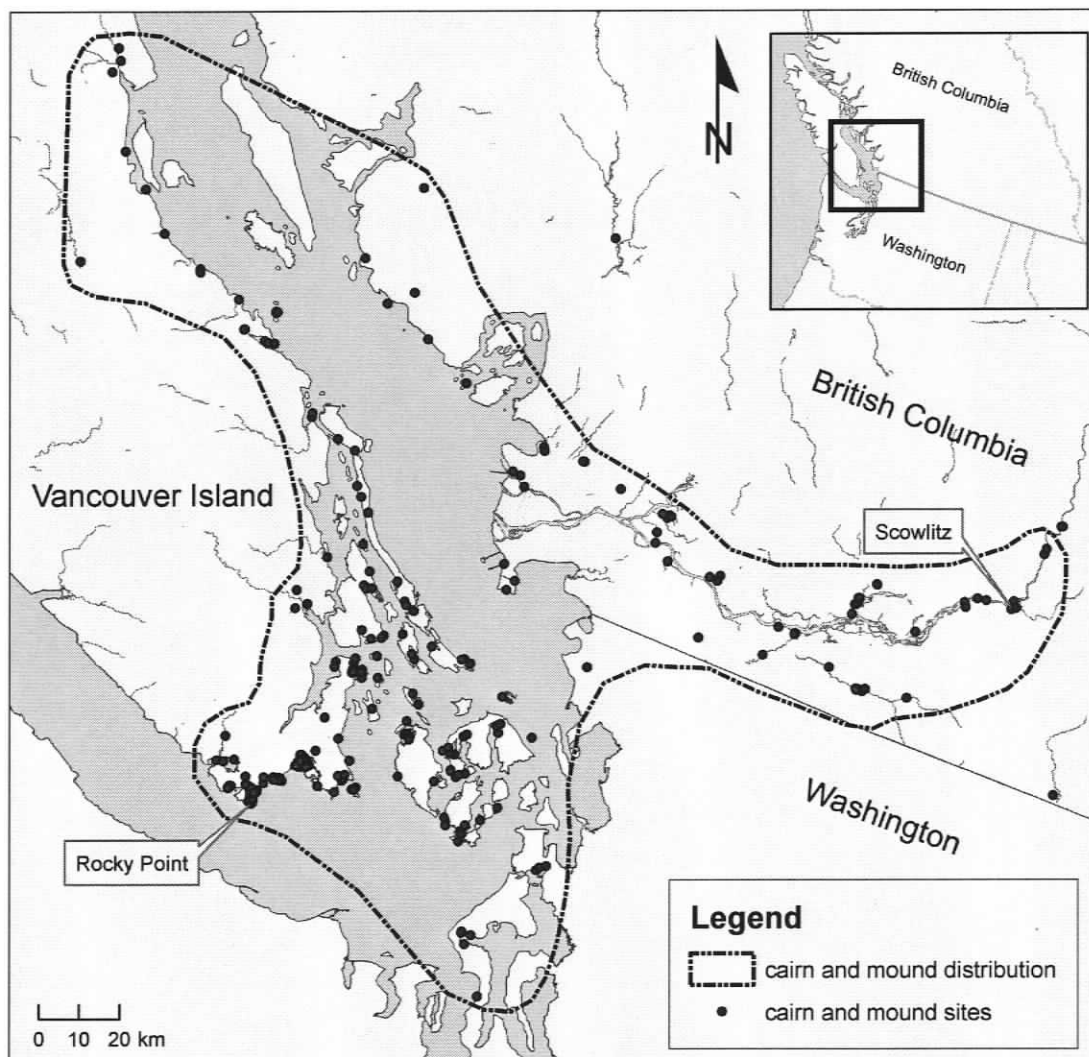 N
British Columbia
Washington
British Columbia
Vancouver Island
Scowlitz
Washington
Rocky Point
Legend
cairn and mound distribution
cairn and mound sites
0 10 20 km